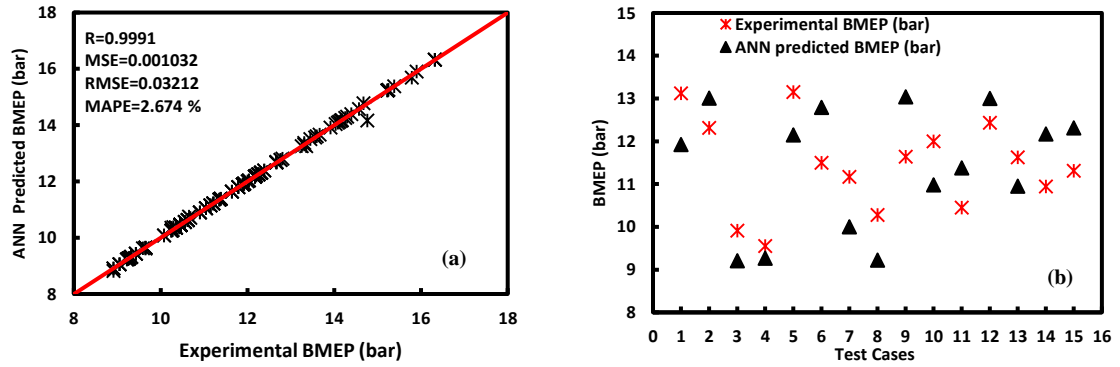 18
16
14
12
10
8
ANN Predicted BMEP (bar)
R=0.9991
MSE=0.001032
RMSE=0.03212
MAPE=2.674 %
(a)
8 10 12 14 16 18
Experimental BMEP (bar)
15
14
13
12
11
10
9
8
BMEP (bar)
Experimental BMEP (bar)
ANN predicted BMEP (bar)
(b)
0 1 2 3 4 5 6 7 8 9 10 11 12 13 14 15 16
Test Cases